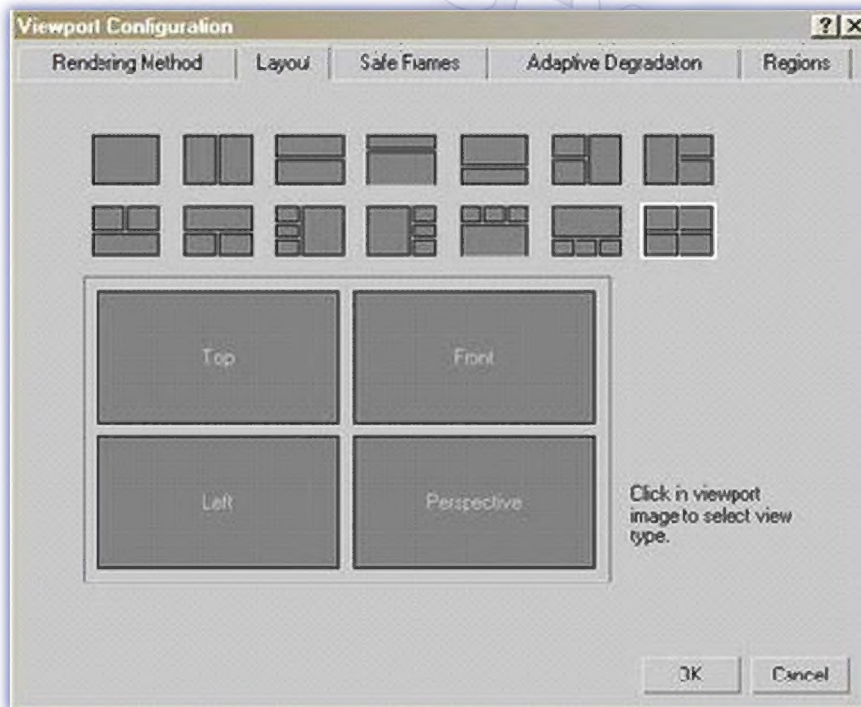 Viewport Configuration
Rendering Method Layout Safe Frames Adaptive Degradaton Regions
Top Front
Left Perspective
Click in viewport
image to select view
type.
OK Cancel